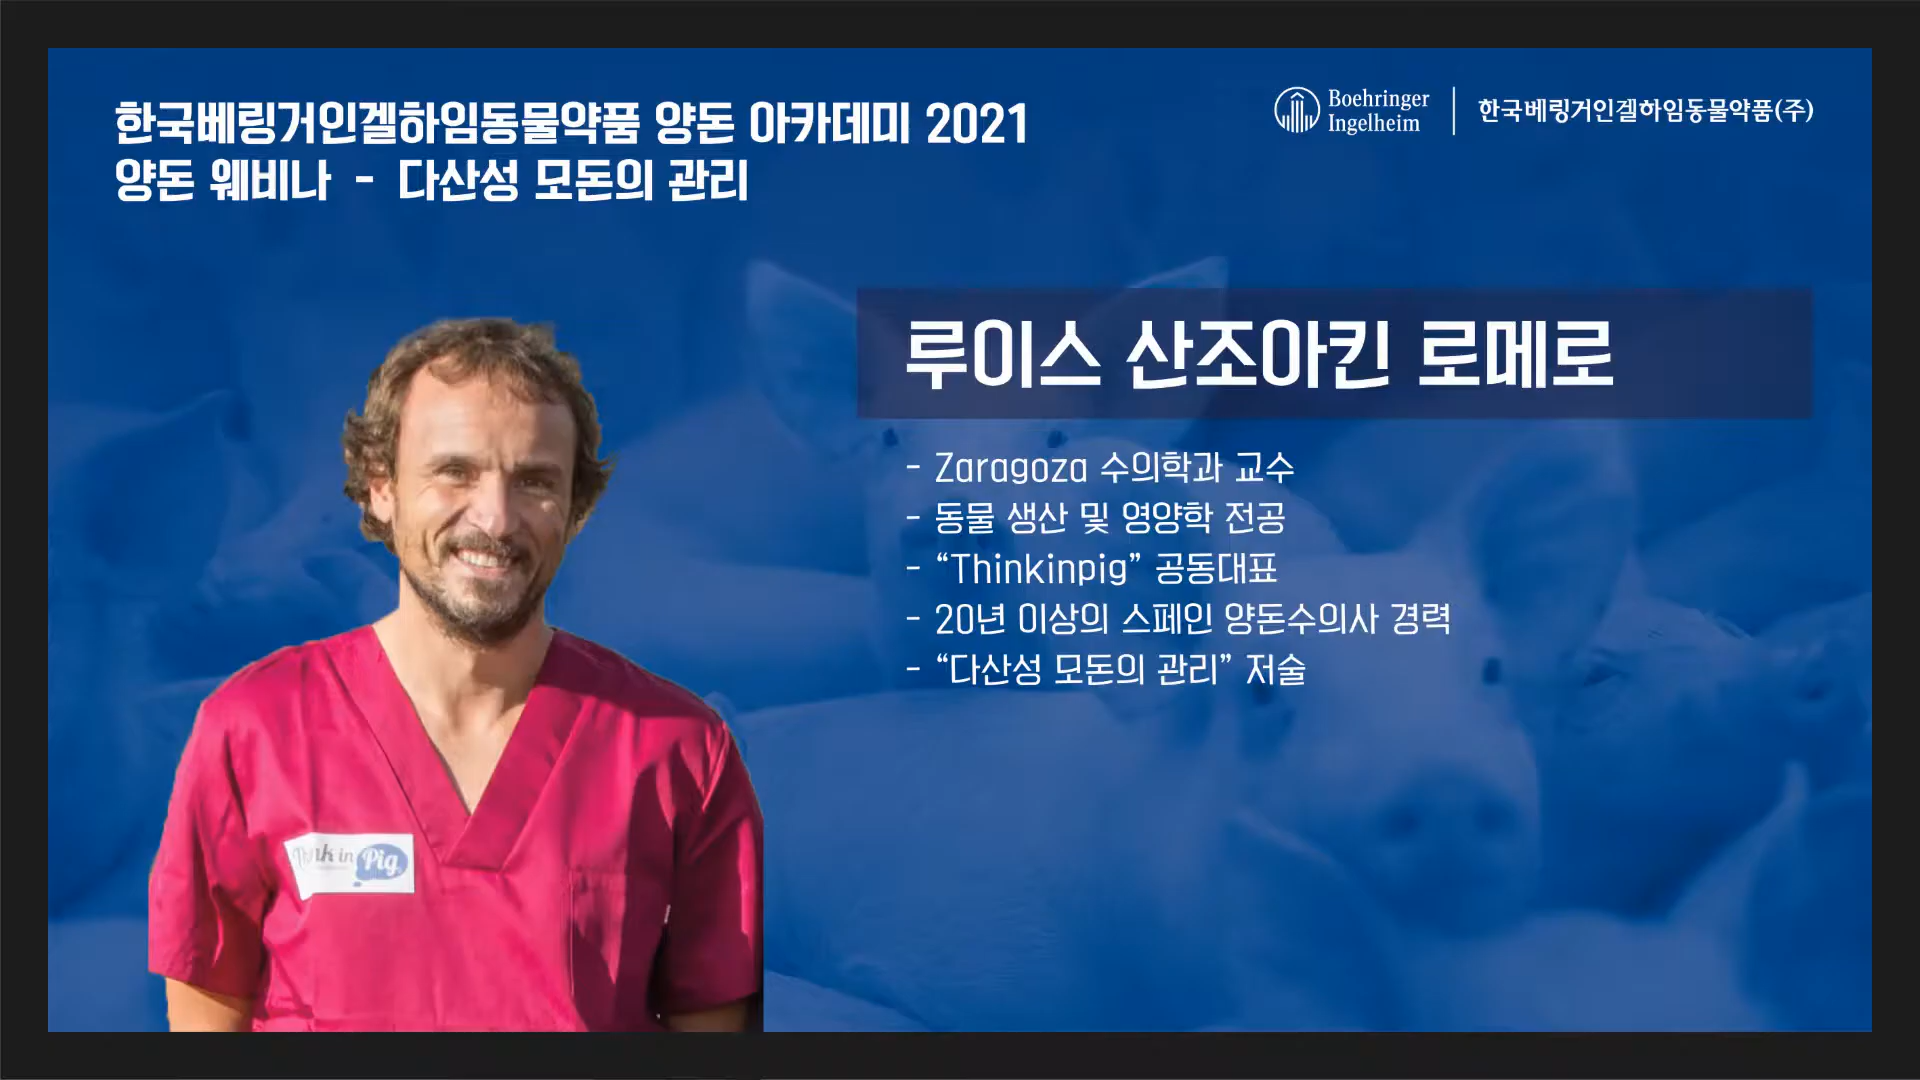 한국베링거인겔하임동물약품 양돈 아카데미 2021
양돈 웨비나 - 다산성 모돈의 관리
Boehringer
Ingelheim
한국베링거인겔하임동물약품(주)
루이스 산조아킨 로메로
- Zaragoza 수의학과 교수
- 동물 생산 및 영양학 전공
- “Thinkinpig” 공동대표
- 20년 이상의 스페인 양돈수의사 경력
- “다산성 모돈의 관리” 저술
Think in Pig